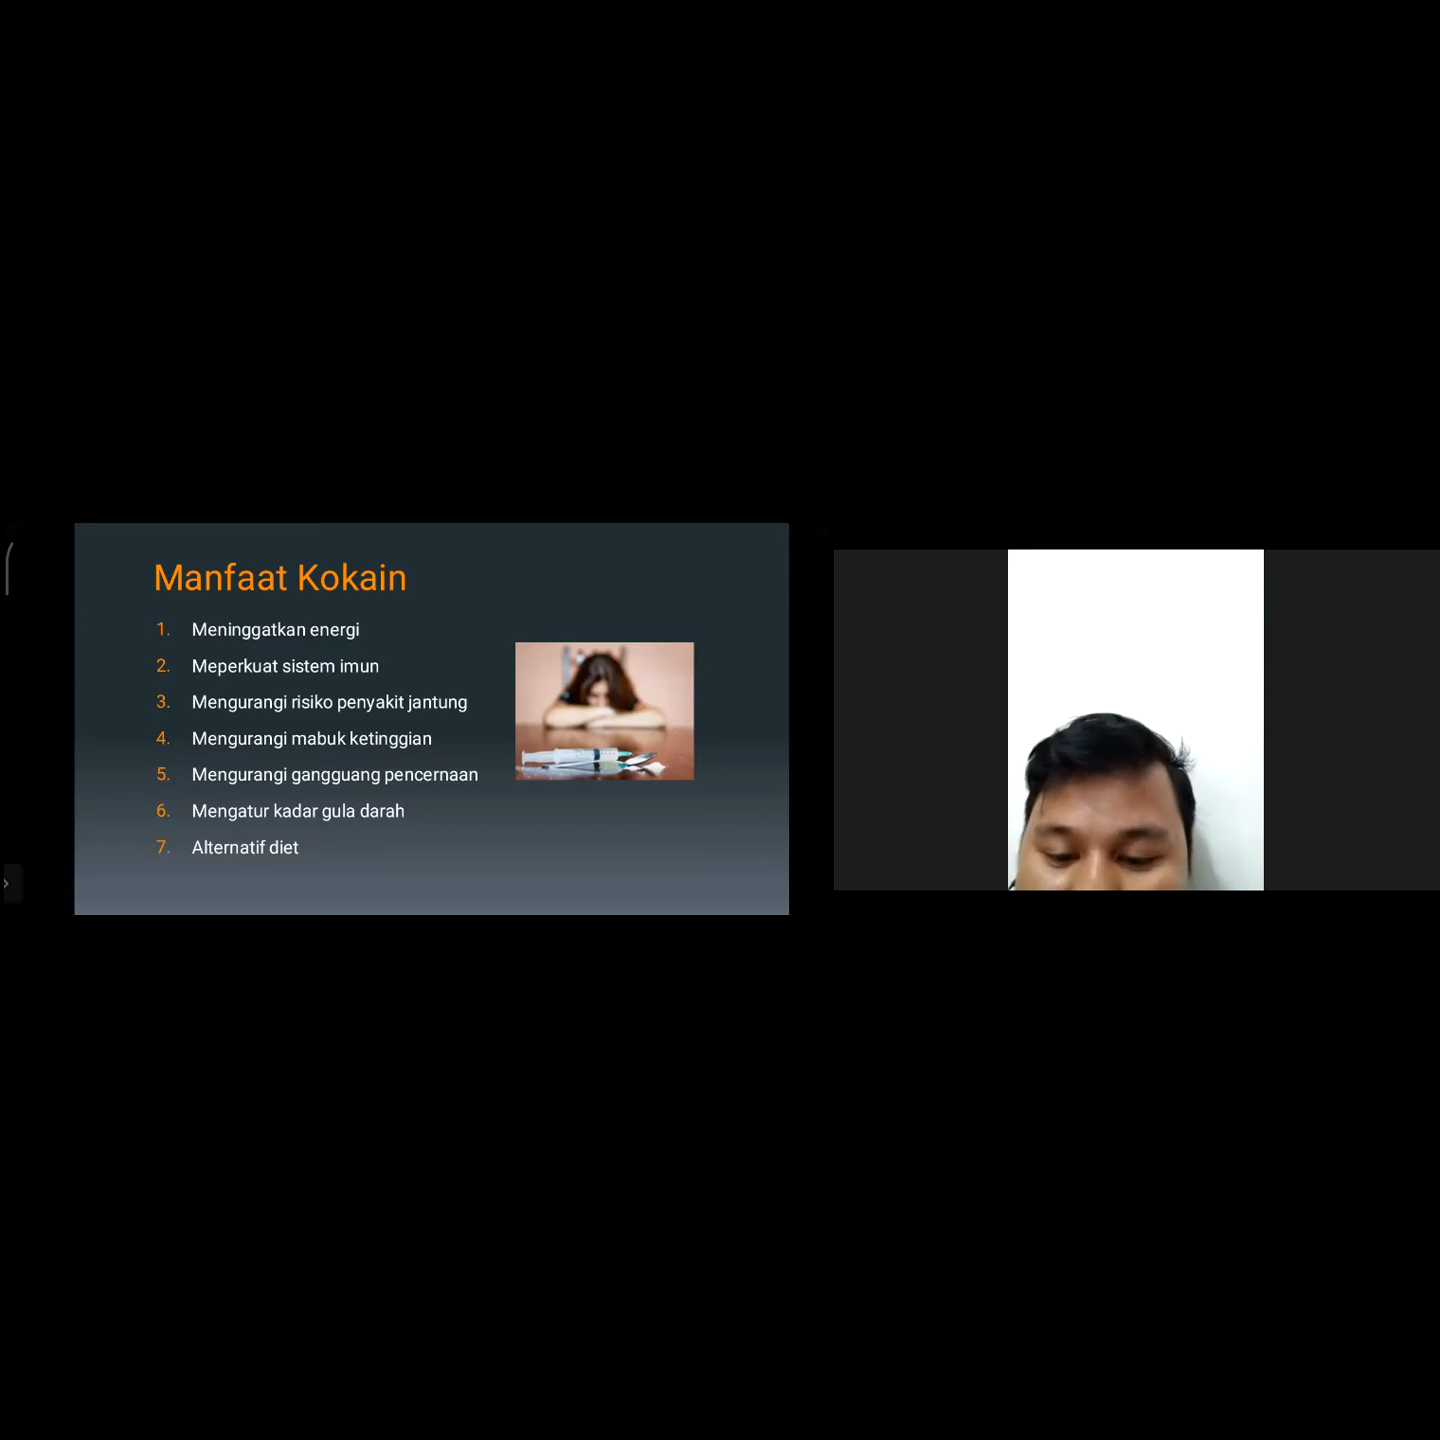 Manfaat Kokain
1. Meninggatkan energi
2. Meperkuat sistem imun
3. Mengurangi risiko penyakit jantung
4. Mengurangi mabuk ketinggian
5. Mengurangi gangguang pencernaan
6. Mengatur kadar gula darah
7. Alternatif diet